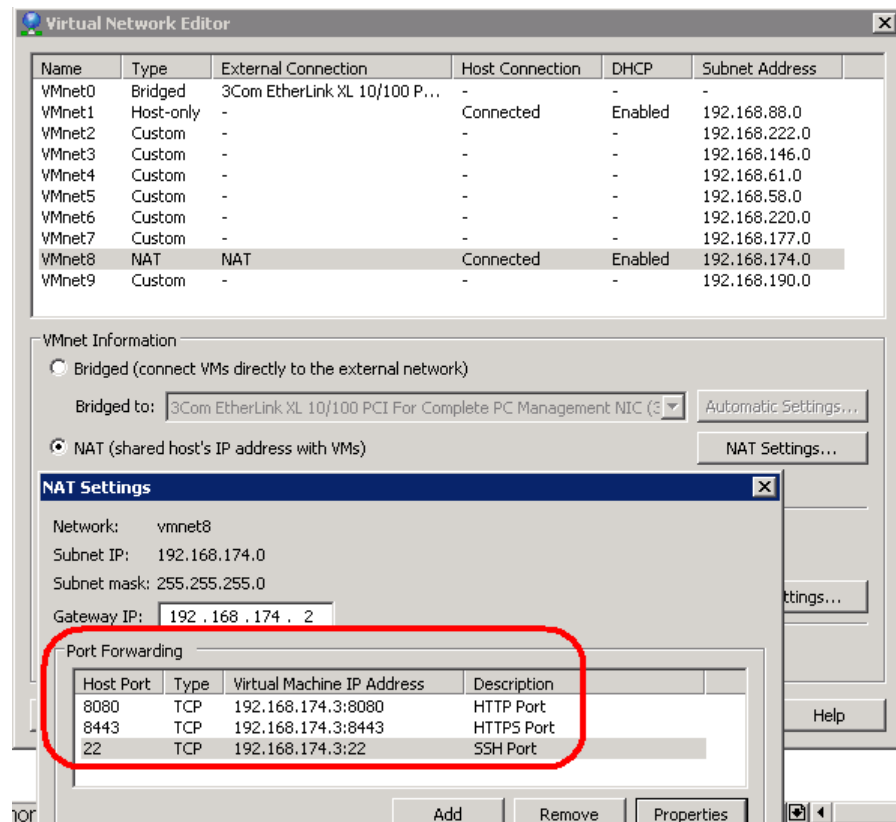 Virtual Network Editor
Name Type External Connection Host Connection DHCP Subnet Address
VMnet0 Bridged 3Com EtherLink XL 10/100 P... - - -
VMnet1 Host-only - Connected Enabled 192.168.88.0
VMnet2 Custom - - - 192.168.222.0
VMnet3 Custom - - - 192.168.146.0
VMnet4 Custom - - - 192.168.61.0
VMnet5 Custom - - - 192.168.58.0
VMnet6 Custom - - - 192.168.220.0
VMnet7 Custom - - - 192.168.177.0
VMnet8 NAT NAT Connected Enabled 192.168.174.0
VMnet9 Custom - - - 192.168.190.0
VMnet Information
Bridged (connect VMs directly to the external network)
Bridged to: 3Com EtherLink XL 10/100 PCI For Complete PC Management NIC (3 Automatic Settings...
NAT (shared host's IP address with VMs) NAT Settings...
NAT Settings
Network: vmnet8
Subnet IP: 192.168.174.0
Subnet mask: 255.255.255.0
ttings...
Gateway IP: 192 . 168 . 174 . 2
Port Forwarding
Host Port Type Virtual Machine IP Address Description
8080 TCP 192.168.174.3:8080 HTTP Port
8443 TCP 192.168.174.3:8443 HTTPS Port
Help
22 TCP 192.168.174.3:22 SSH Port
Add Remove Properties